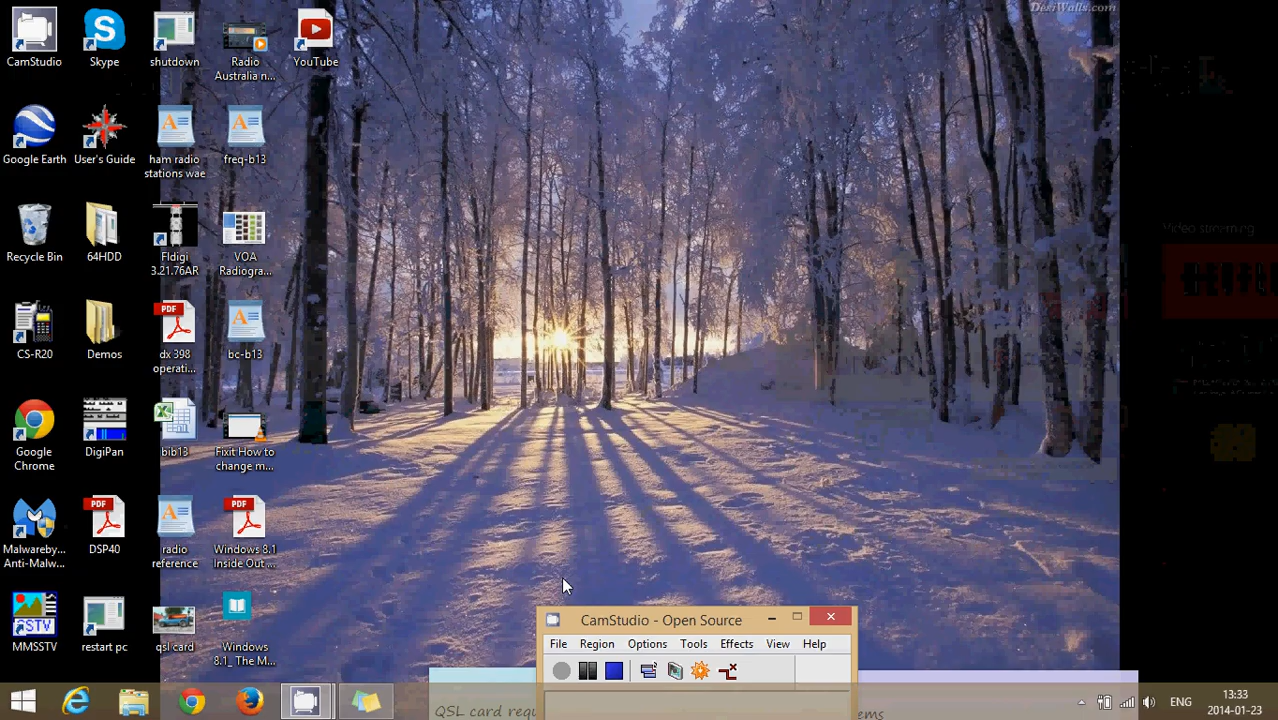 DesiWalls.com
CamStudio
Skype
shutdown
Radio
Australia n...
YouTube
Google Earth
User's Guide
ham radio
stations wae
freq-b13
Recycle Bin
64HDD
Fldigi
3.21.76AR
VOA
Radiogra...
Video streaming
CS-R20
Demos
PDF
dx 398
operati...
bc-b13
Google
Chrome
DigiPan
bib13
Fixit How to
change m...
Malwareby...
Anti-Malw...
PDF
DSP40
radio
reference
PDF
Windows 8.1
Inside Out ...
SSTV
MMSSTV
restart pc
qsl card
Windows
8.1_ The M...
CamStudio - Open Source
File Region Options Tools Effects View Help
QSL card requ
ems
ENG
13:33
2014-01-23